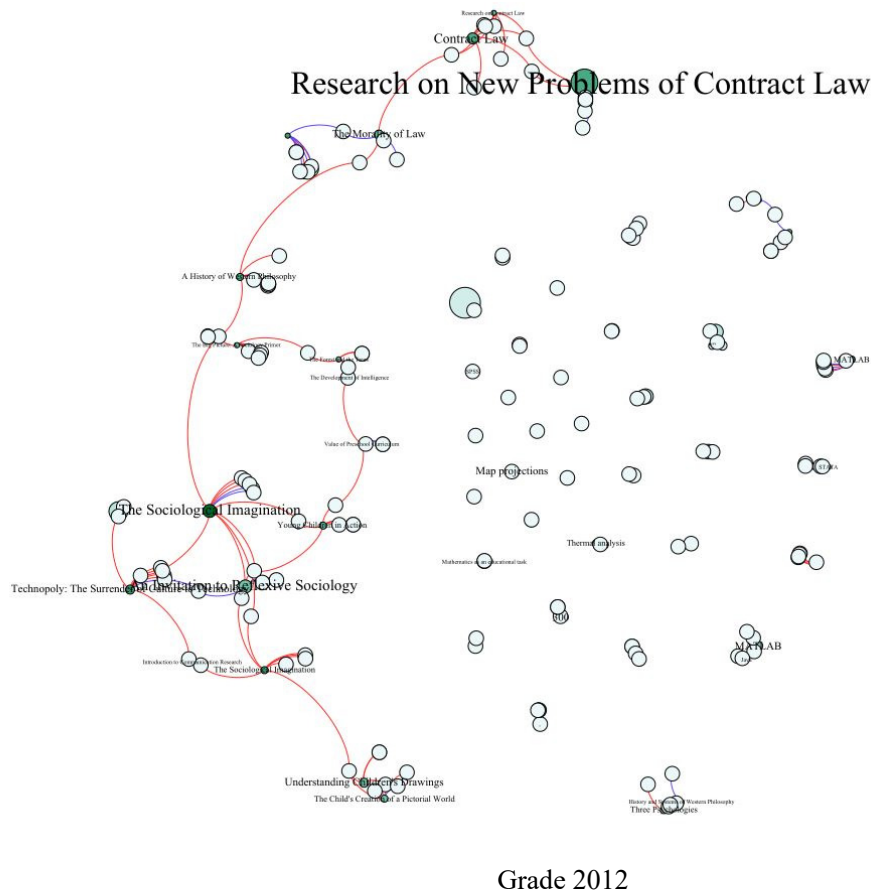 Research on Contract Law
Contract Law
Research on New Problems of Contract Law
The Morality of Law
A History of Western Philosophy
The Development of Intelligence
SPSS
MATLAB
Value of Preschool Curriculum
Map projections
STATA
The Sociological Imagination
Young Children in Action
Thermal analysis
Mathematics as an educational task
An Invitation to Reflexive Sociology
Technopoly: The Surrender of Culture to Technology
300
MATLAB
Introduction to Communication Research
The Sociological Imagination
Understanding Children's Drawings
The Child's Creation of a Pictorial World
History and Systems of Western Philosophy
Three Psychologies
Grade 2012